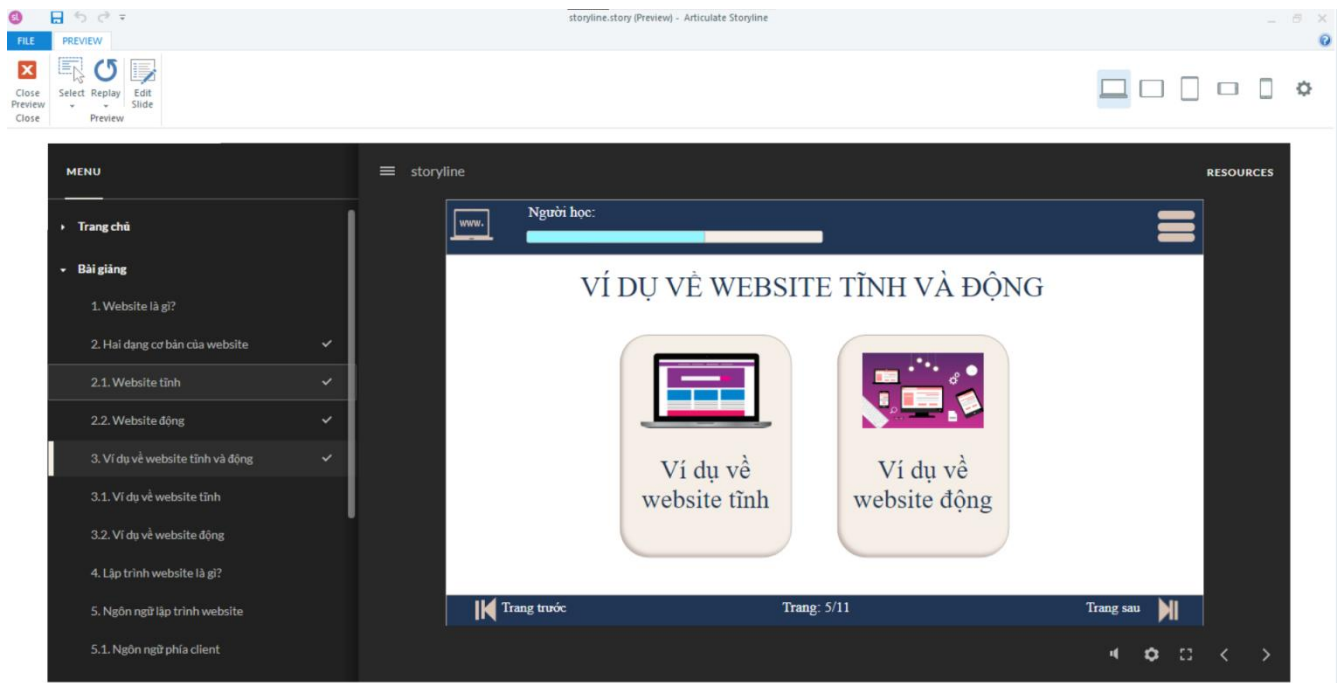 storyline.story (Preview) - Articulate Storyline
FILE
PREVIEW
Close Preview
Select
Replay
Edit Slide
Close
Preview
MENU
storyline
RESOURCES
Trang chủ
Bài giảng
1. Website là gì?
2. Hai dạng cơ bản của website
2.1. Website tĩnh
2.2. Website động
3. Ví dụ về website tĩnh và động
3.1. Ví dụ về website tĩnh
3.2. Ví dụ về website động
4. Lập trình website là gì?
5. Ngôn ngữ lập trình website
5.1. Ngôn ngữ phía client
www.
Người học:
VÍ DỤ VỀ WEBSITE TĨNH VÀ ĐỘNG
Ví dụ về
website tĩnh
Ví dụ về
website động
Trang trước
Trang: 5/11
Trang sau